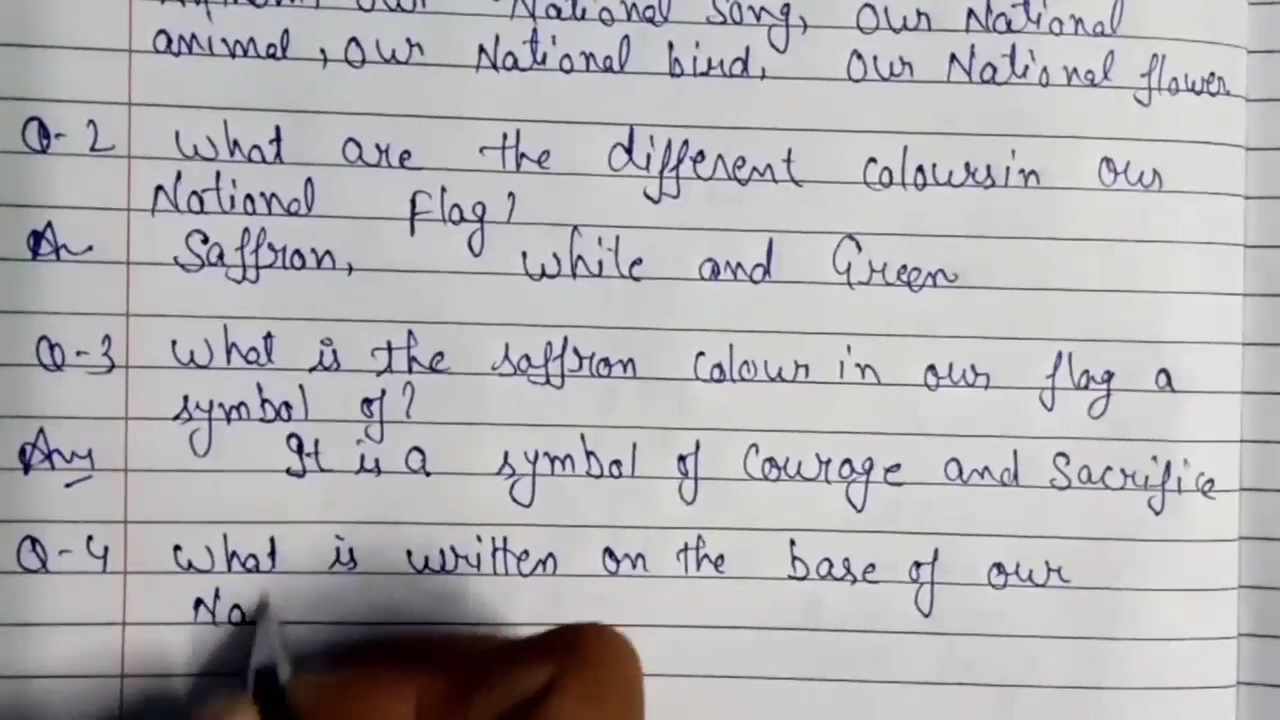 our National Song, Our National
animal, our National bird, Our National flower
Q-2 What are the different coloursin our
National Flag?
An Saffron, white and Green
Q-3 What is the saffron colour in our flag a
symbol of?
Ans It is a symbol of Courage and Sacrifice
Q-4 What is written on the base of our
Na